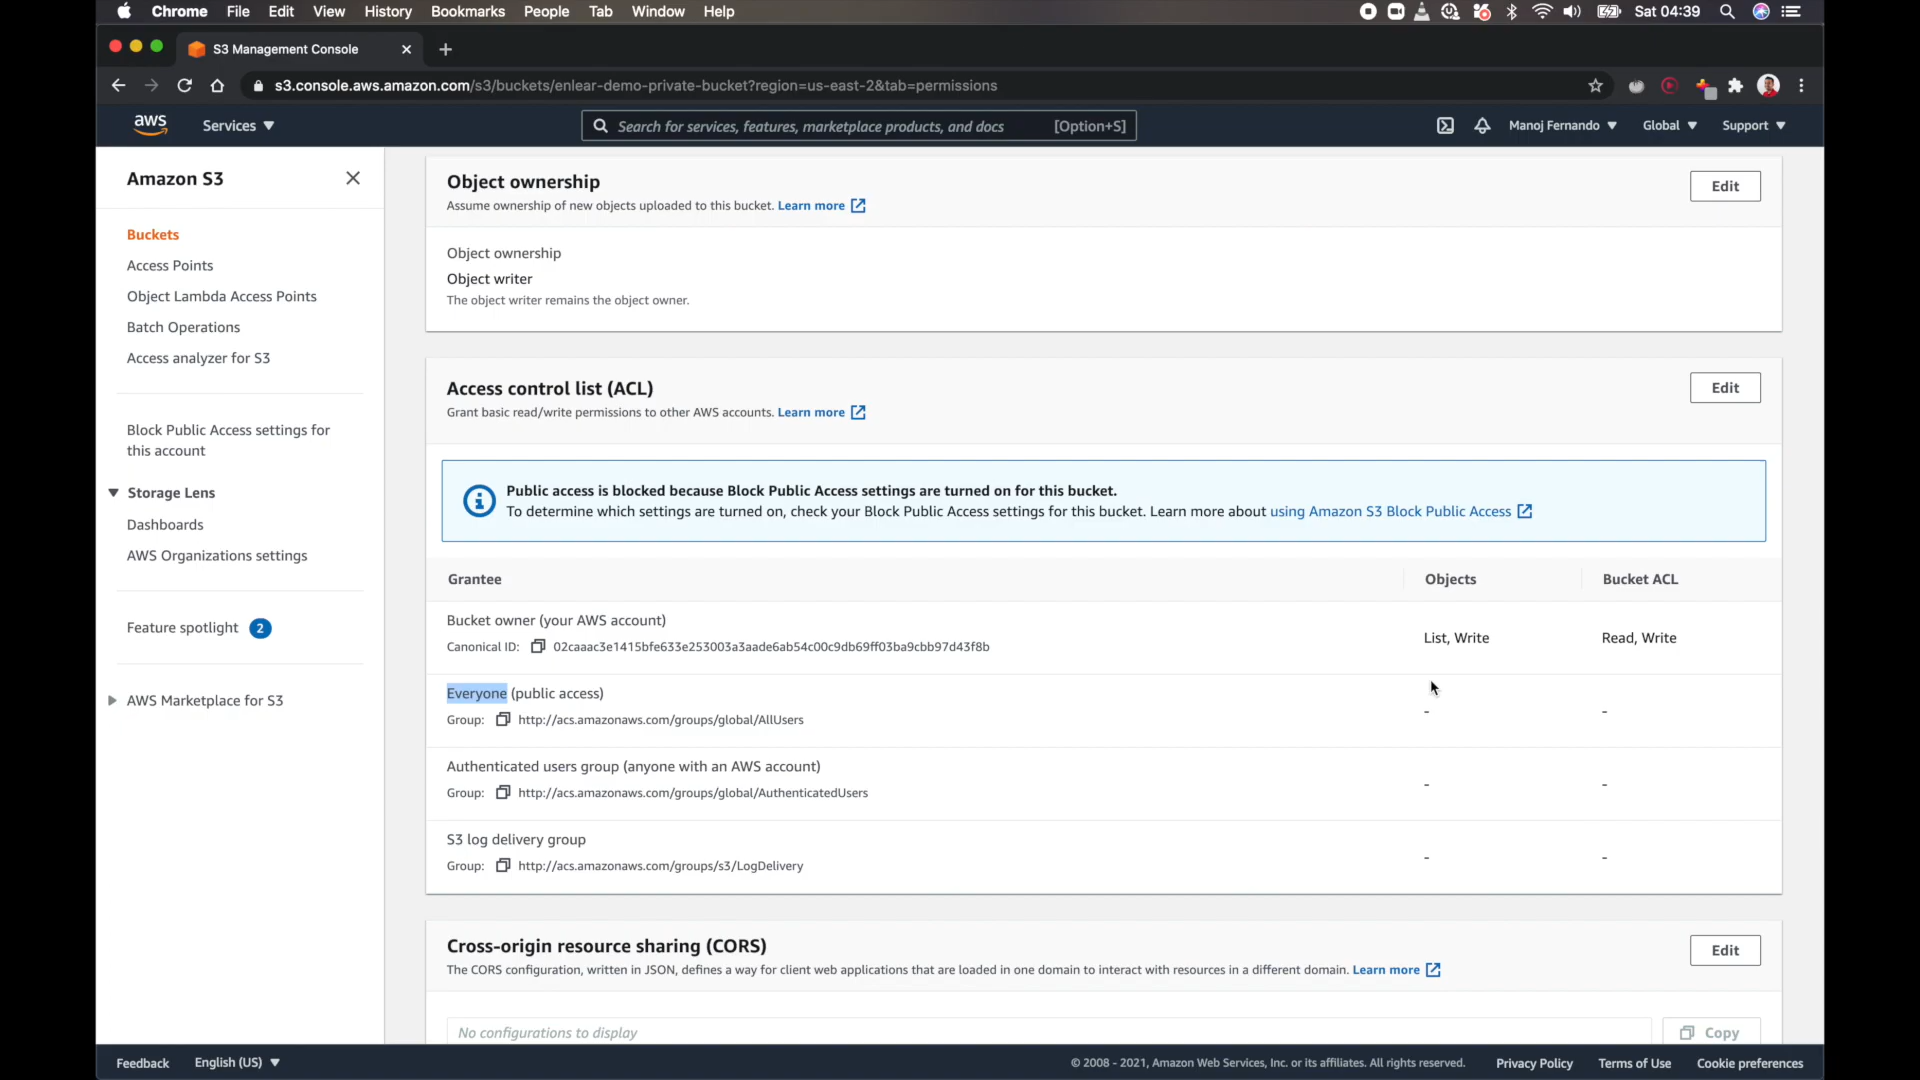 Chrome File Edit View History Bookmarks People Tab Window Help Sat 04:39
S3 Management Console
s3.console.aws.amazon.com/s3/buckets/enlear-demo-private-bucket?region=us-east-2&tab=permissions
aws Services Search for services, features, marketplace products, and docs [Option+S] Manoj Fernando Global Support
Amazon S3
Buckets
Access Points
Object Lambda Access Points
Batch Operations
Access analyzer for S3
Block Public Access settings for
this account
Storage Lens
Dashboards
AWS Organizations settings
Feature spotlight 2
AWS Marketplace for S3
Object ownership
Edit
Assume ownership of new objects uploaded to this bucket. Learn more
Object ownership
Object writer
The object writer remains the object owner.
Access control list (ACL)
Edit
Grant basic read/write permissions to other AWS accounts. Learn more
Public access is blocked because Block Public Access settings are turned on for this bucket.
To determine which settings are turned on, check your Block Public Access settings for this bucket. Learn more about using Amazon S3 Block Public Access
Grantee Objects Bucket ACL
Bucket owner (your AWS account)
Canonical ID: 02caaac3e1415bfe633e253003a3aade6ab54c00c9db69ff03ba9cbb97d43f8b
List, Write Read, Write
Everyone (public access)
Group: http://acs.amazonaws.com/groups/global/AllUsers
- -
Authenticated users group (anyone with an AWS account)
Group: http://acs.amazonaws.com/groups/global/AuthenticatedUsers
- -
S3 log delivery group
Group: http://acs.amazonaws.com/groups/s3/LogDelivery
- -
Cross-origin resource sharing (CORS)
Edit
The CORS configuration, written in JSON, defines a way for client web applications that are loaded in one domain to interact with resources in a different domain. Learn more
No configurations to display
Copy
Feedback English (US) © 2008 - 2021, Amazon Web Services, Inc. or its affiliates. All rights reserved. Privacy Policy Terms of Use Cookie preferences